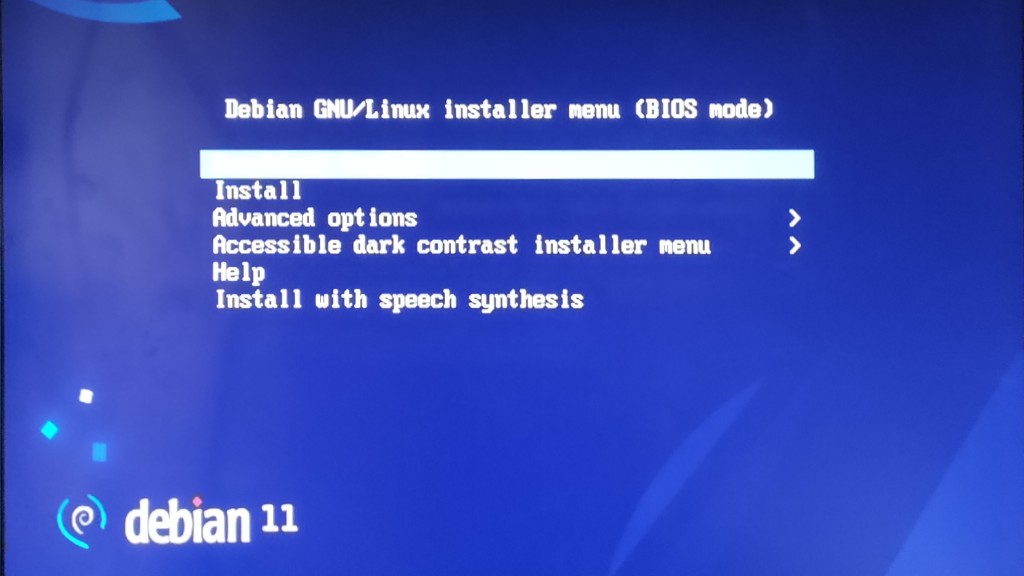 Debian GNU/Linux installer menu (BIOS mode)
Install
Advanced options >
Accessible dark contrast installer menu >
Help
Install with speech synthesis
debian 11